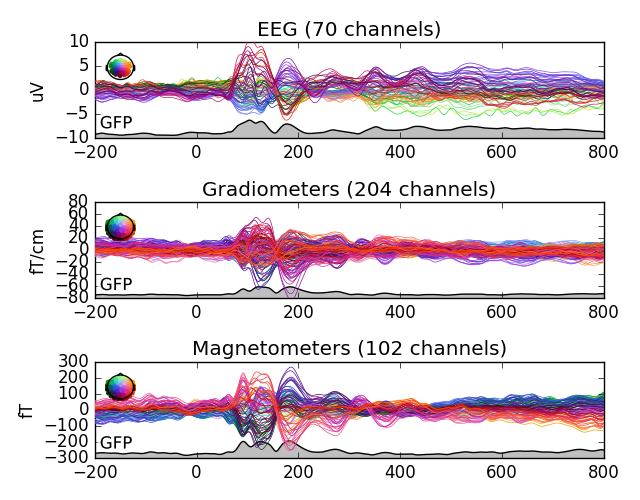 EEG (70 channels)
10
5
0
−5
−10
uV
GFP
−200 0 200 400 600 800
Gradiometers (204 channels)
80
60
40
20
0
−20
−40
−60
−80
fT/cm
GFP
−200 0 200 400 600 800
Magnetometers (102 channels)
300
200
100
0
−100
−200
−300
fT
GFP
−200 0 200 400 600 800